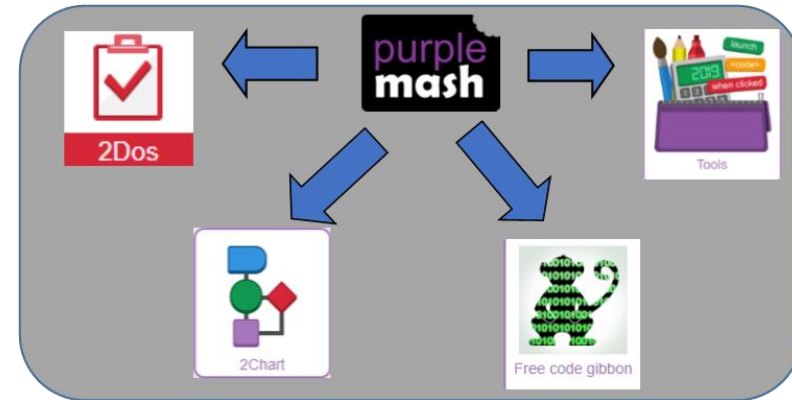 purple
mash
2Dos
launch
<code>
2019
when clicked
Tools
2Chart
Free code gibbon